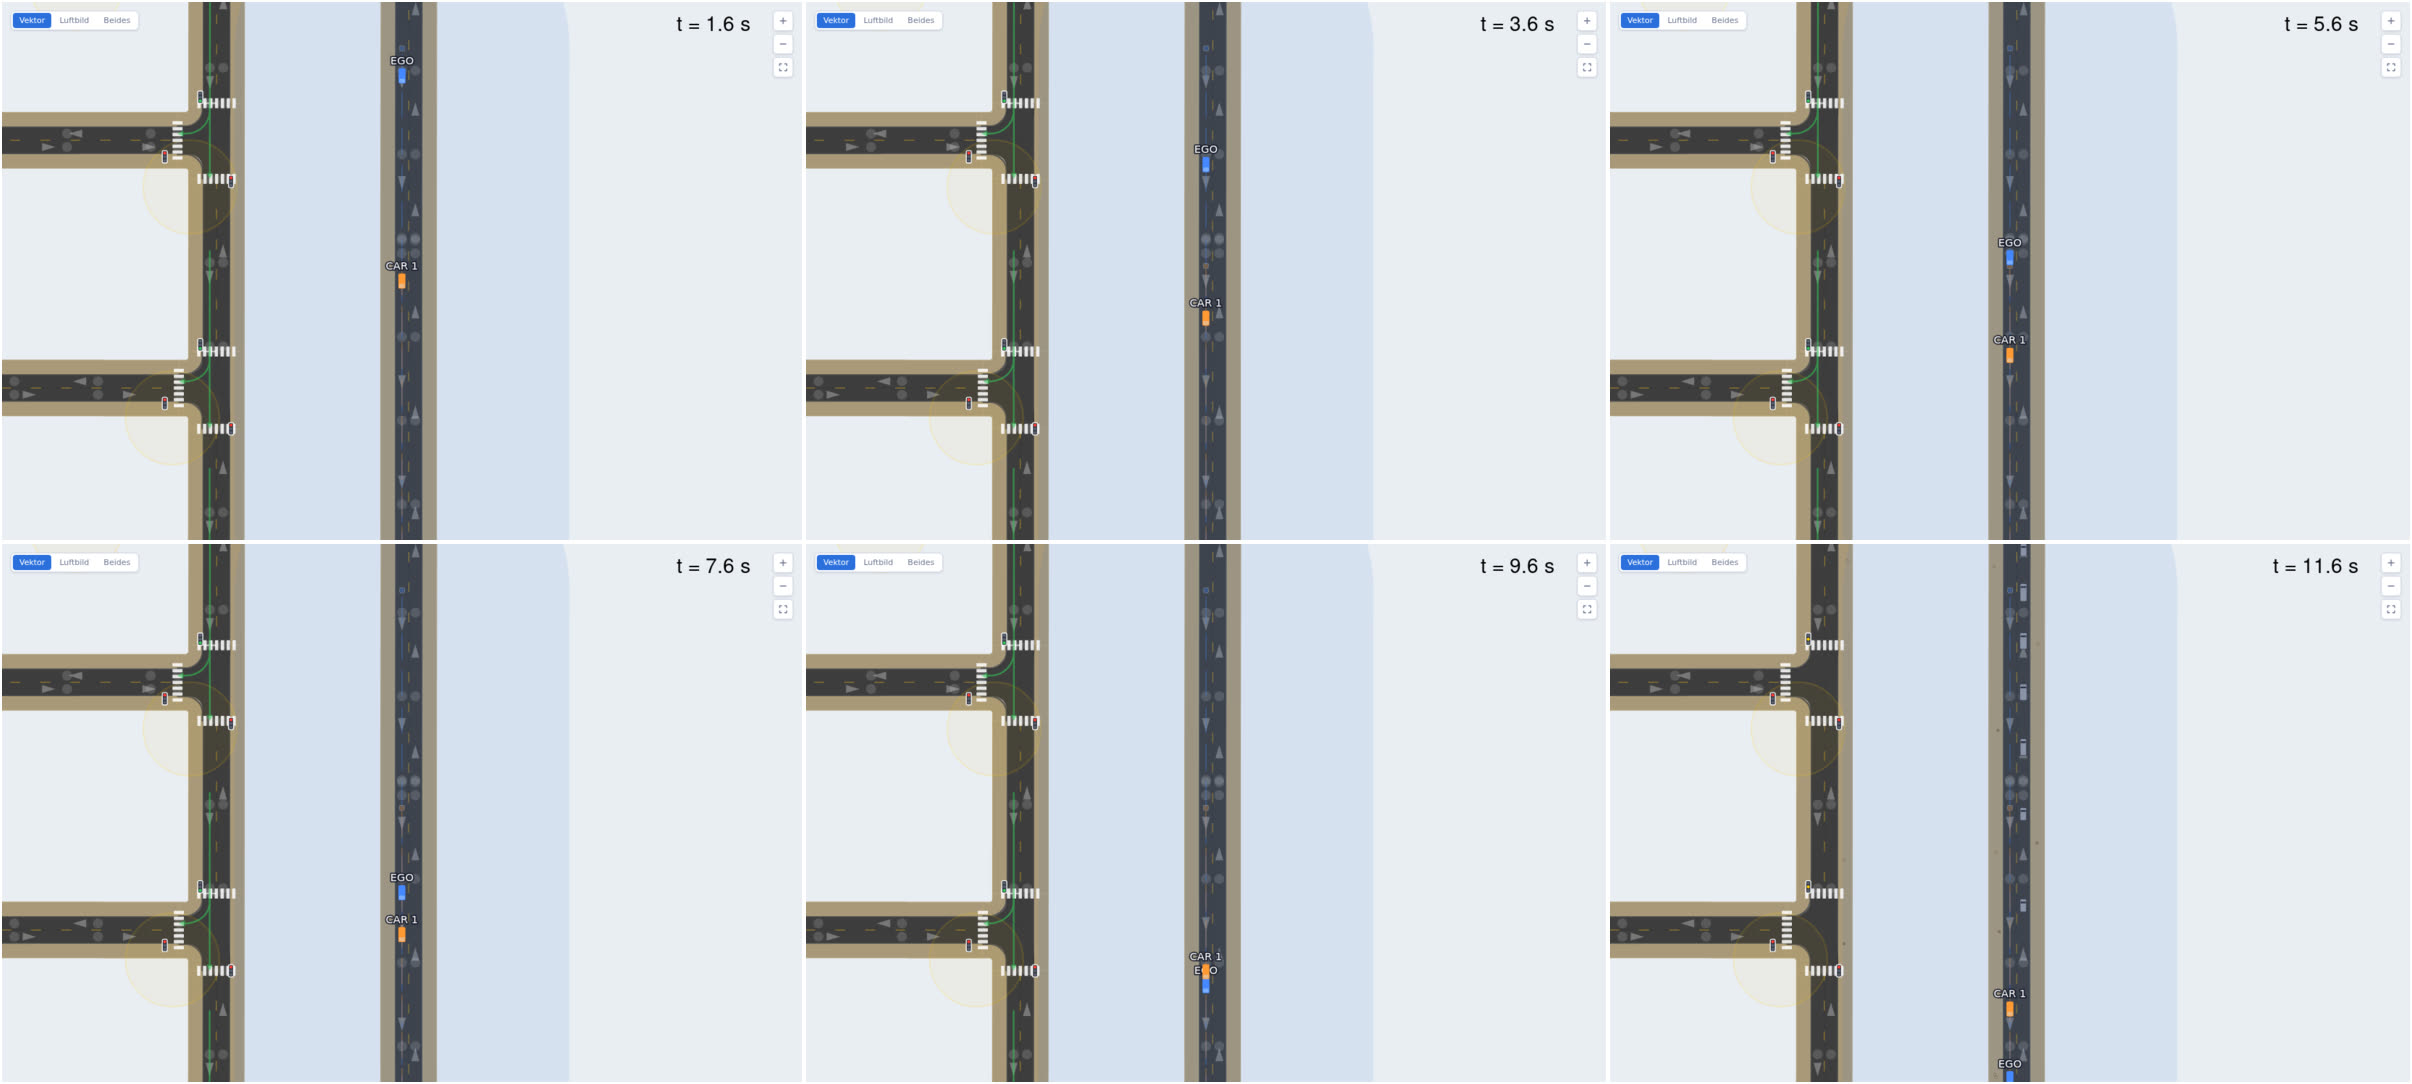 Vektor Luftbild Beides t = 1.6 s +
−
EGO
CAR 1
Vektor Luftbild Beides t = 3.6 s +
−
EGO
CAR 1
Vektor Luftbild Beides t = 5.6 s +
−
EGO
CAR 1
Vektor Luftbild Beides t = 7.6 s +
−
EGO
CAR 1
Vektor Luftbild Beides t = 9.6 s +
−
CAR 1
EGO
Vektor Luftbild Beides t = 11.6 s +
−
CAR 1
EGO